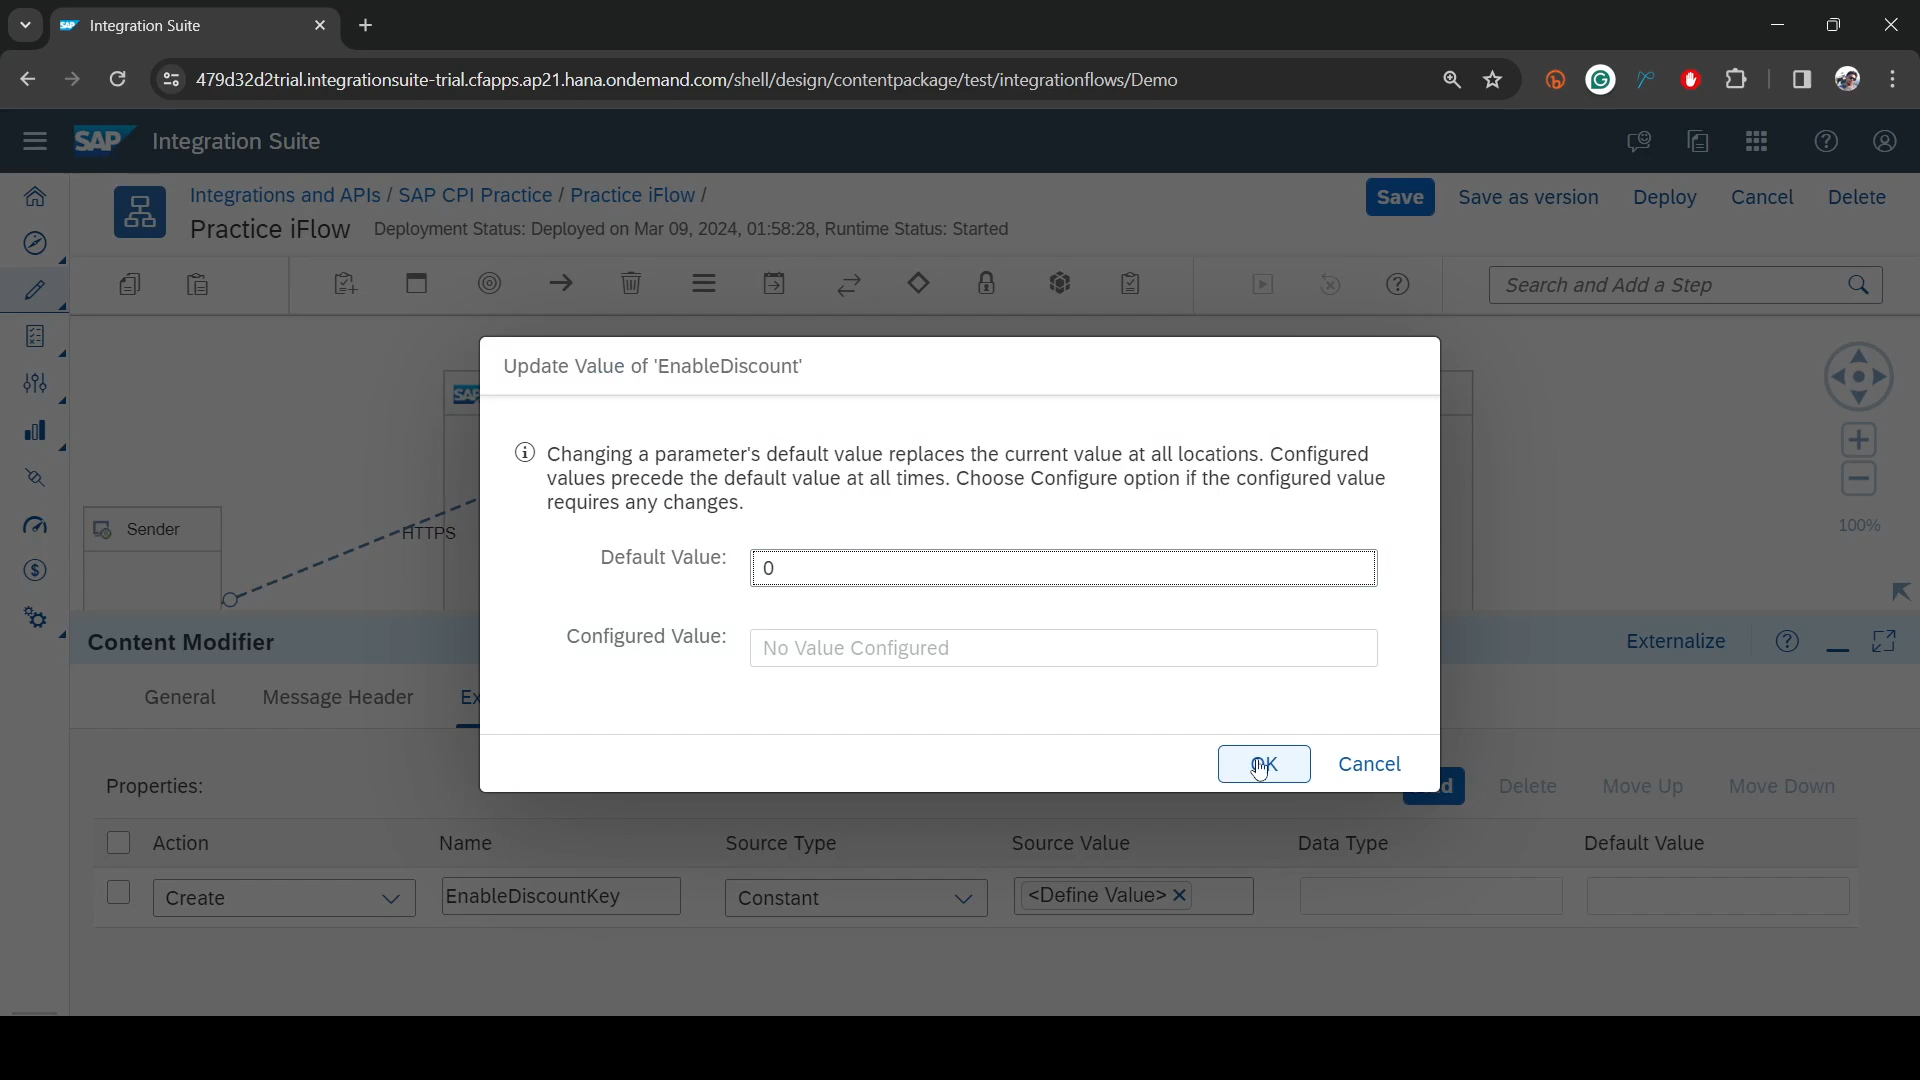 SAP Integration Suite
479d32d2trial.integrationsuite-trial.cfapps.ap21.hana.ondemand.com/shell/design/contentpackage/test/integrationflows/Demo
SAP Integration Suite
Integrations and APIs / SAP CPI Practice / Practice iFlow /
Save Save as version Deploy Cancel Delete
Practice iFlow Deployment Status: Deployed on Mar 09, 2024, 01:58:28, Runtime Status: Started
Search and Add a Step
Update Value of 'EnableDiscount'
Changing a parameter's default value replaces the current value at all locations. Configured
values precede the default value at all times. Choose Configure option if the configured value
requires any changes.
Sender
HTTPS
100%
Default Value: 0
Configured Value: No Value Configured
Content Modifier
Externalize
General Message Header
OK Cancel
Properties:
Delete Move Up Move Down
Action Name Source Type Source Value Data Type Default Value
Create EnableDiscountKey Constant <Define Value>